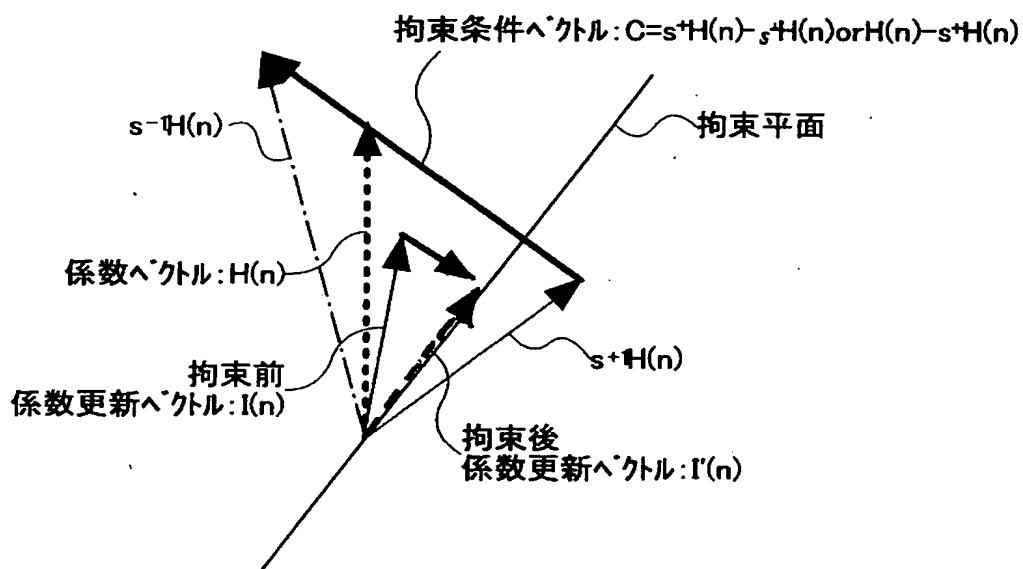 拘束条件ベクトル:C=s⁺¹H(n)-s⁻¹H(n)orH(n)-s⁺¹H(n)
s-1H(n)
拘束平面
係数ベクトル:H(n)
s+1H(n)
拘束前
係数更新ベクトル:I(n)
拘束後
係数更新ベクトル:I'(n)